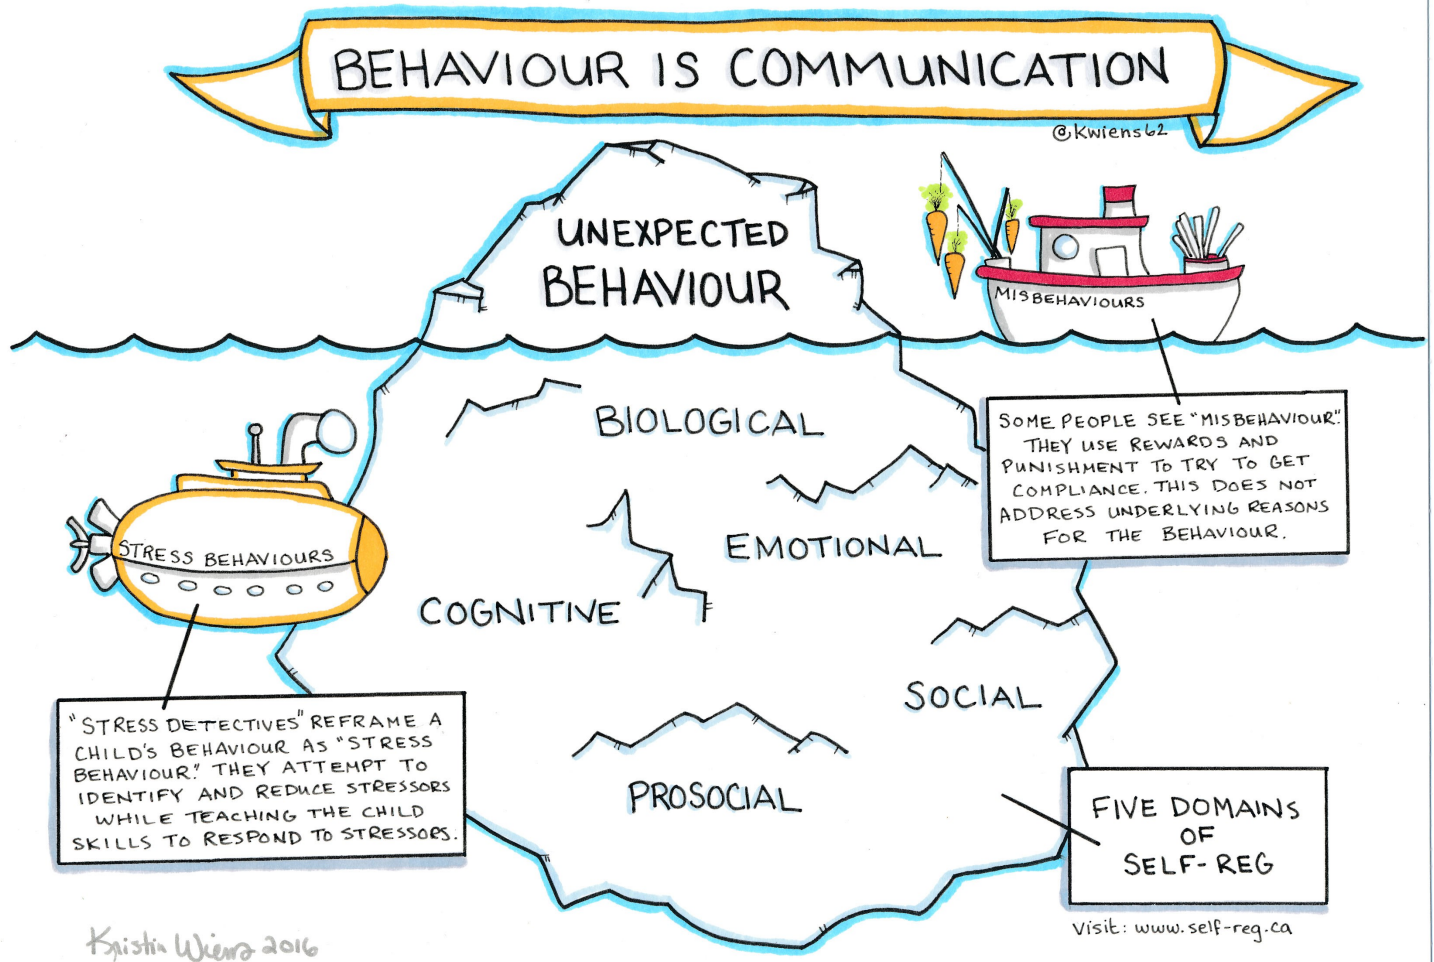 BEHAVIOUR IS COMMUNICATION
@Kwiens62
UNEXPECTED
BEHAVIOUR
MISBEHAVIOURS
BIOLOGICAL
SOME PEOPLE SEE "MISBEHAVIOUR".
THEY USE REWARDS AND
PUNISHMENT TO TRY TO GET
COMPLIANCE. THIS DOES NOT
ADDRESS UNDERLYING REASONS
FOR THE BEHAVIOUR.
EMOTIONAL
STRESS BEHAVIOURS
COGNITIVE
SOCIAL
"STRESS DETECTIVES" REFRAME A
CHILD'S BEHAVIOUR AS "STRESS
BEHAVIOUR." THEY ATTEMPT TO
IDENTIFY AND REDUCE STRESSORS
WHILE TEACHING THE CHILD
SKILLS TO RESPOND TO STRESSORS.
PROSOCIAL
FIVE DOMAINS
OF
SELF-REG
Visit: www.self-reg.ca
Kristin Wiens 2016